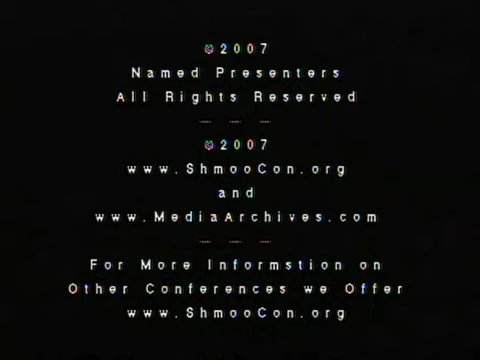 ©2007
Named Presenters
All Rights Reserved
--- --- ---
©2007
www.ShmooCon.org
and
www.MediaArchives.com
--- --- ---
For More Informstion on
Other Conferences we Offer
www.ShmooCon.org